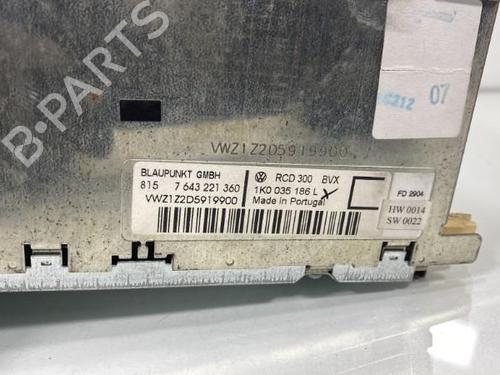 B-PARTS
C212 07
VWZ1Z2D5919900
BLAUPUNKT GMBH RCD 300 BVX
815 7 643 221 360 1K0 035 186 L
VWZ1Z2D5919900 Made in Portugal
FD 2904
HW 0014
SW 0022